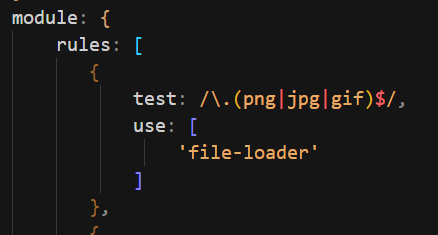 module: {
rules: [
{
test: /\.(png|jpg|gif)$/,
use: [
'file-loader'
]
},
{